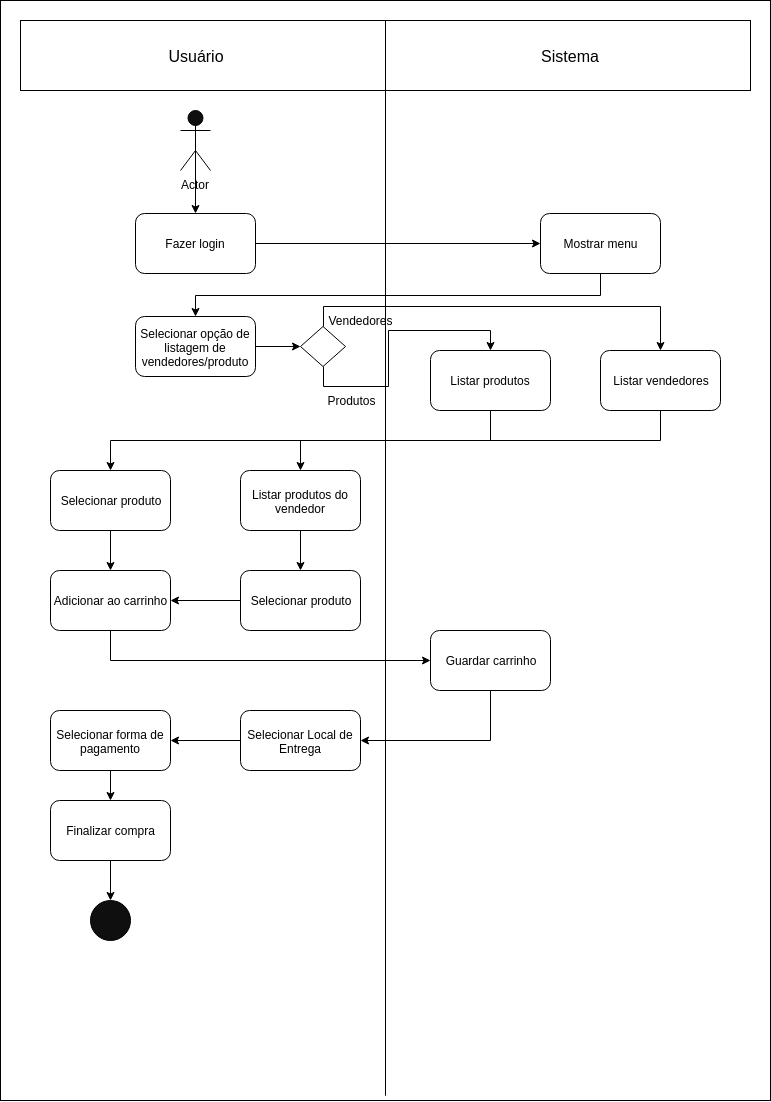 Usuário
Sistema
Actor
Fazer login
Mostrar menu
Selecionar opção de
listagem de
vendedores/produto
Vendedores
Produtos
Listar produtos
Listar vendedores
Selecionar produto
Listar produtos do
vendedor
Adicionar ao carrinho
Selecionar produto
Guardar carrinho
Selecionar forma de
pagamento
Selecionar Local de
Entrega
Finalizar compra